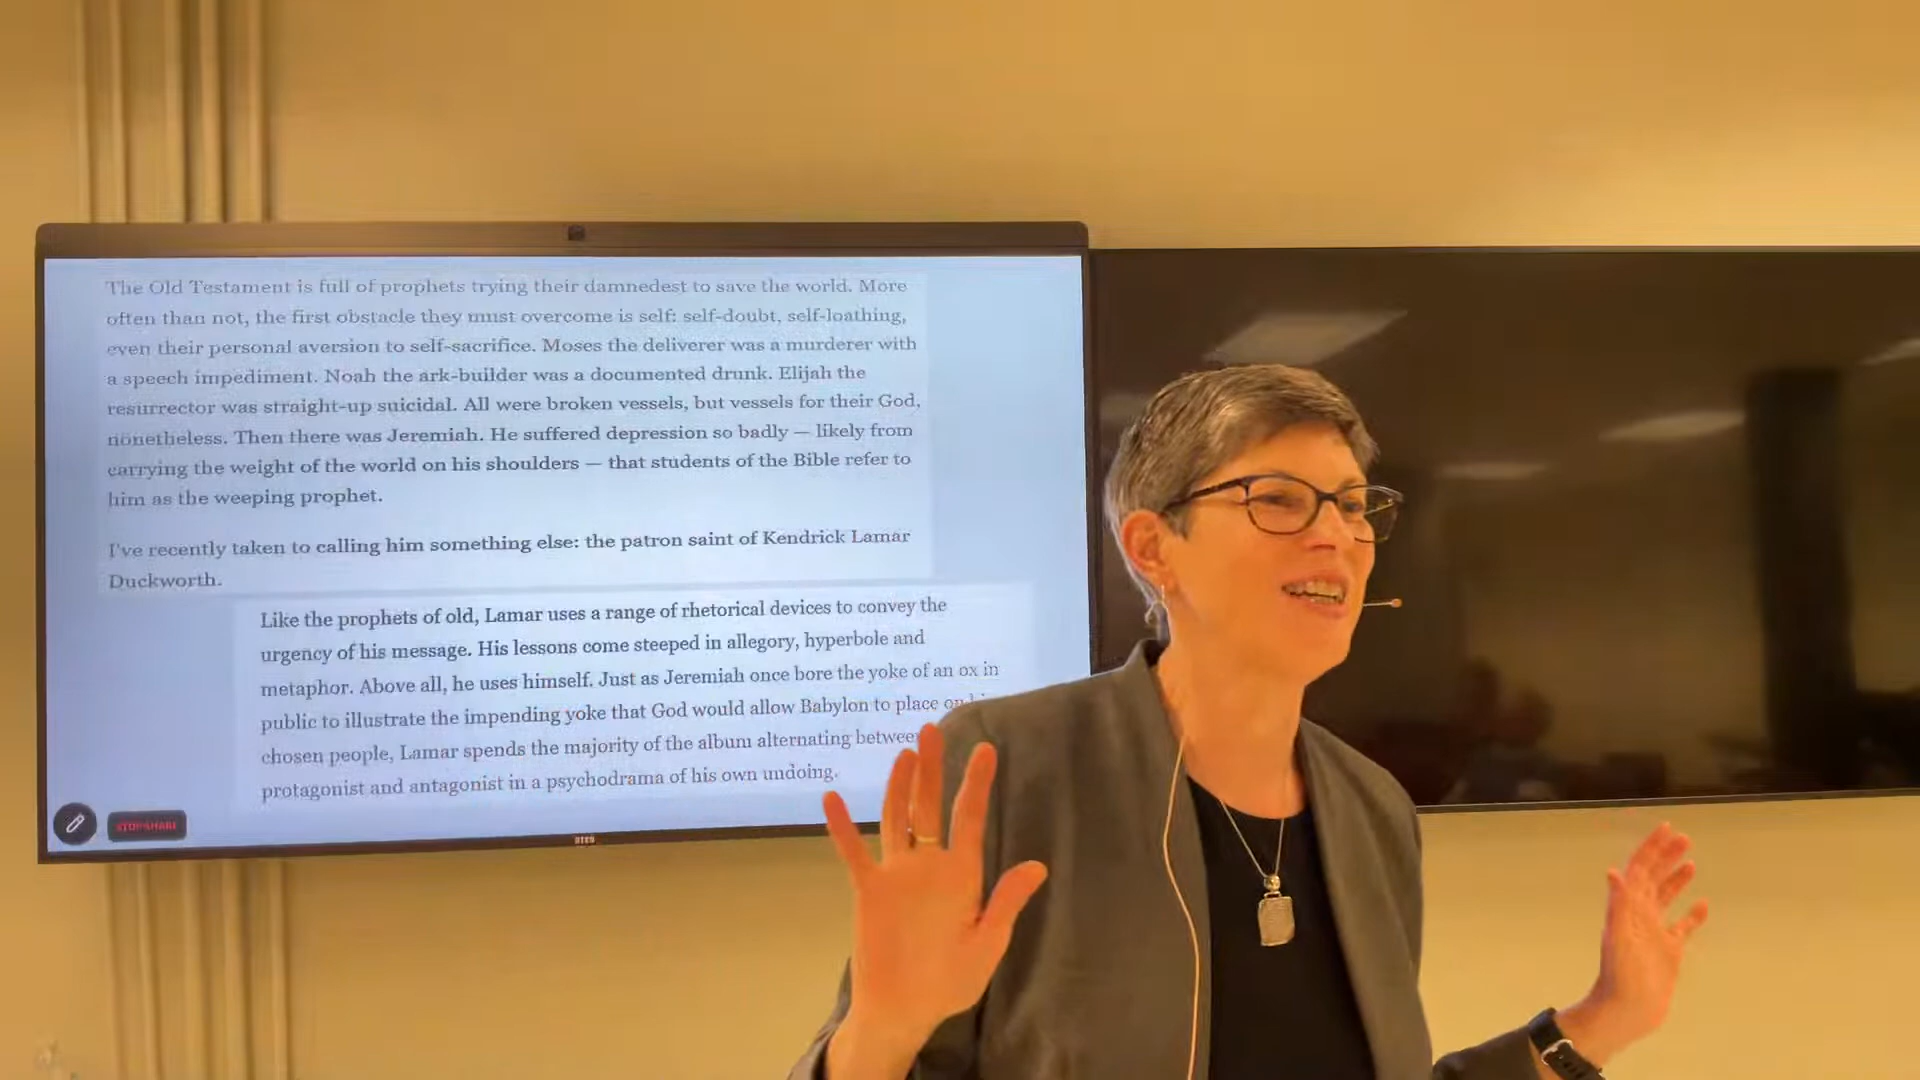 The Old Testament is full of prophets trying their damnedest to save the world. More
often than not, the first obstacle they must overcome is self: self-doubt, self-loathing,
even their personal aversion to self-sacrifice. Moses the deliverer was a murderer with
a speech impediment. Noah the ark-builder was a documented drunk. Elijah the
resurrector was straight-up suicidal. All were broken vessels, but vessels for their God,
nonetheless. Then there was Jeremiah. He suffered depression so badly — likely from
carrying the weight of the world on his shoulders — that students of the Bible refer to
him as the weeping prophet.
I've recently taken to calling him something else: the patron saint of Kendrick Lamar
Duckworth.
Like the prophets of old, Lamar uses a range of rhetorical devices to convey the
urgency of his message. His lessons come steeped in allegory, hyperbole and
metaphor. Above all, he uses himself. Just as Jeremiah once bore the yoke of an ox in
public to illustrate the impending yoke that God would allow Babylon to place
chosen people, Lamar spends the majority of the album alternating between
protagonist and antagonist in a psychodrama of his own undoing.
STOP SHARE